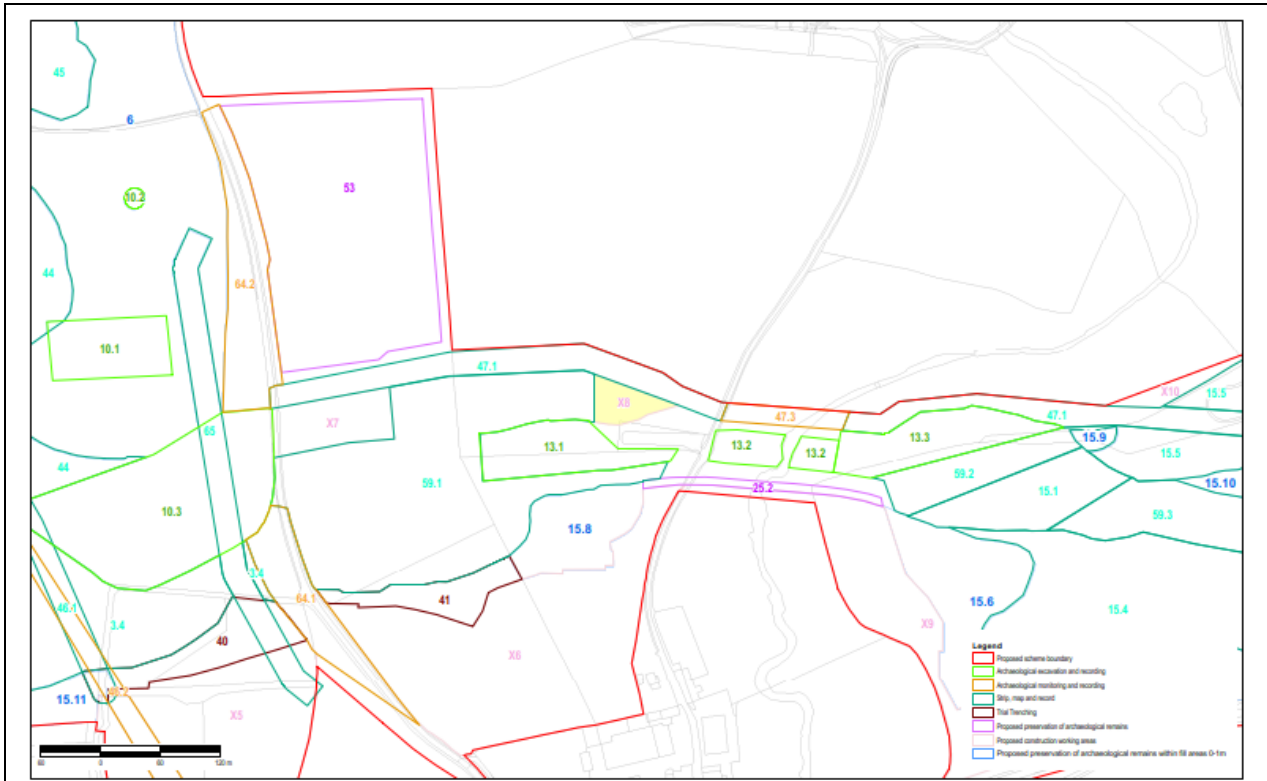 45
6
53
10.2
44
64.2
10.1
47.1
X8
X10
15.5
65
X7
47.3
47.1
13.1
13.2
13.2
13.3
15.9
15.5
44
59.1
59.2
15.1
15.10
25.2
10.3
15.8
59.3
3.4
64.1
41
46.1
3.4
40
15.6
15.4
X9
X6
15.11
46.2
X5
Legend
Proposed scheme boundary
Archaeological excavation and recording
Archaeological monitoring and recording
Strip, map and record
Trial Trenching
Proposed preservation of archaeological remains
Proposed construction working areas
Proposed preservation of archaeological remains within fill areas 0-1m
60 0 60 120 m